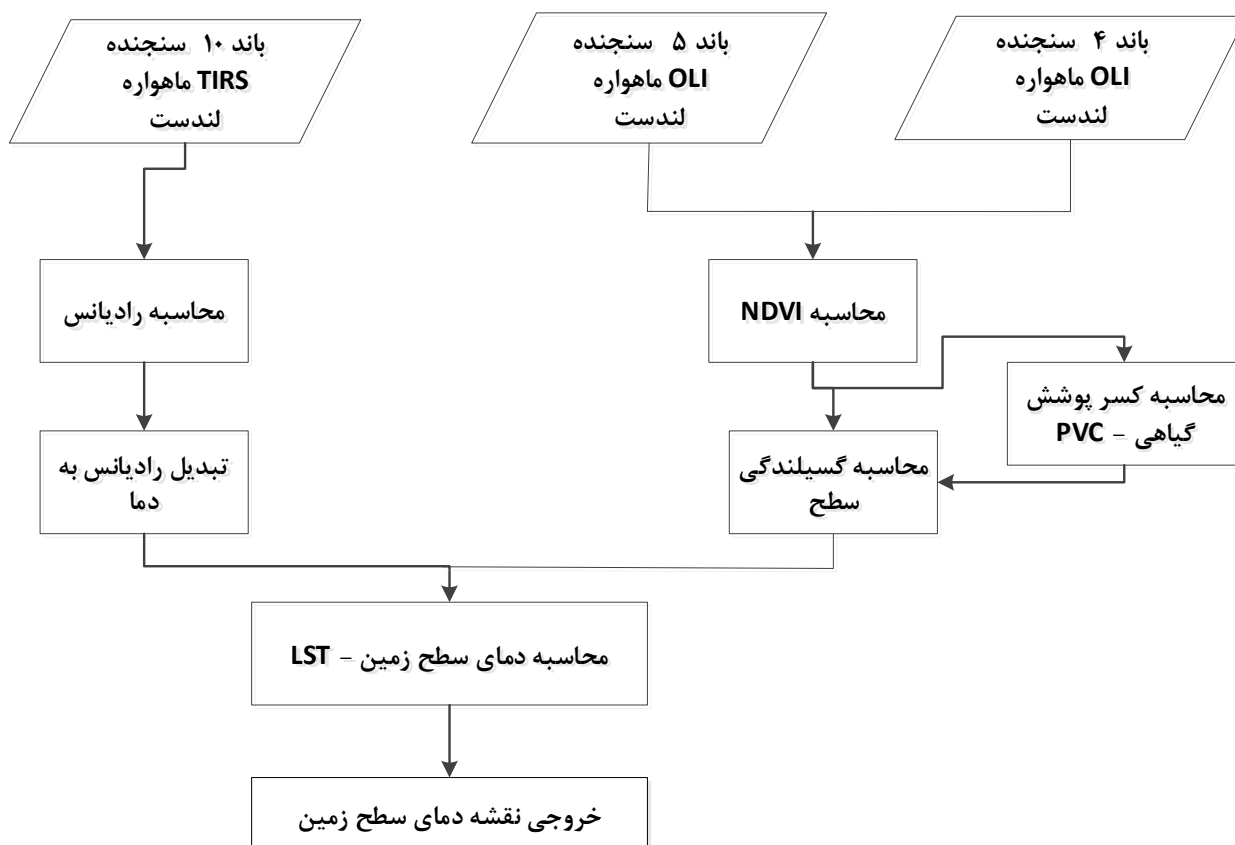 باند ۴ سنجنده
OLI ماهواره
لندست
باند ۵ سنجنده
OLI ماهواره
لندست
باند ۱۰ سنجنده
TIRS ماهواره
لندست
محاسبه NDVI
محاسبه رادیانس
محاسبه کسر پوشش
گیاهی – PVC
محاسبه گسیلندگی
سطح
تبدیل رادیانس به
دما
محاسبه دمای سطح زمین – LST
خروجی نقشه دمای سطح زمین